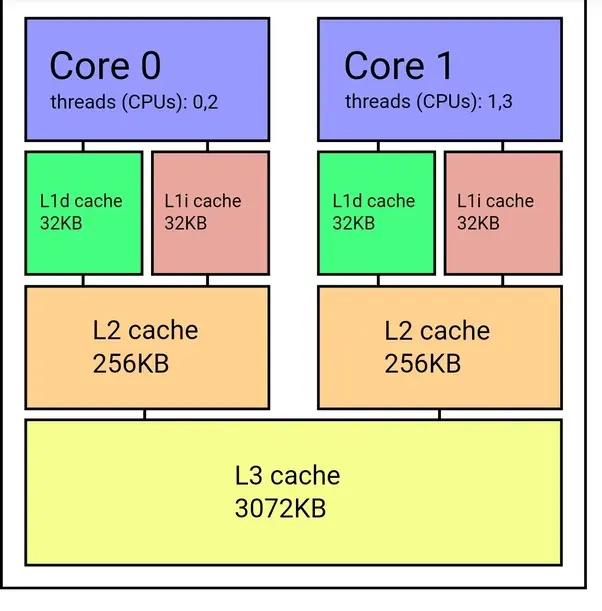 Core 0
threads (CPUs): 0,2
Core 1
threads (CPUs): 1,3
L1d cache
32KB
L1i cache
32KB
L1d cache
32KB
L1i cache
32KB
L2 cache
256KB
L2 cache
256KB
L3 cache
3072KB